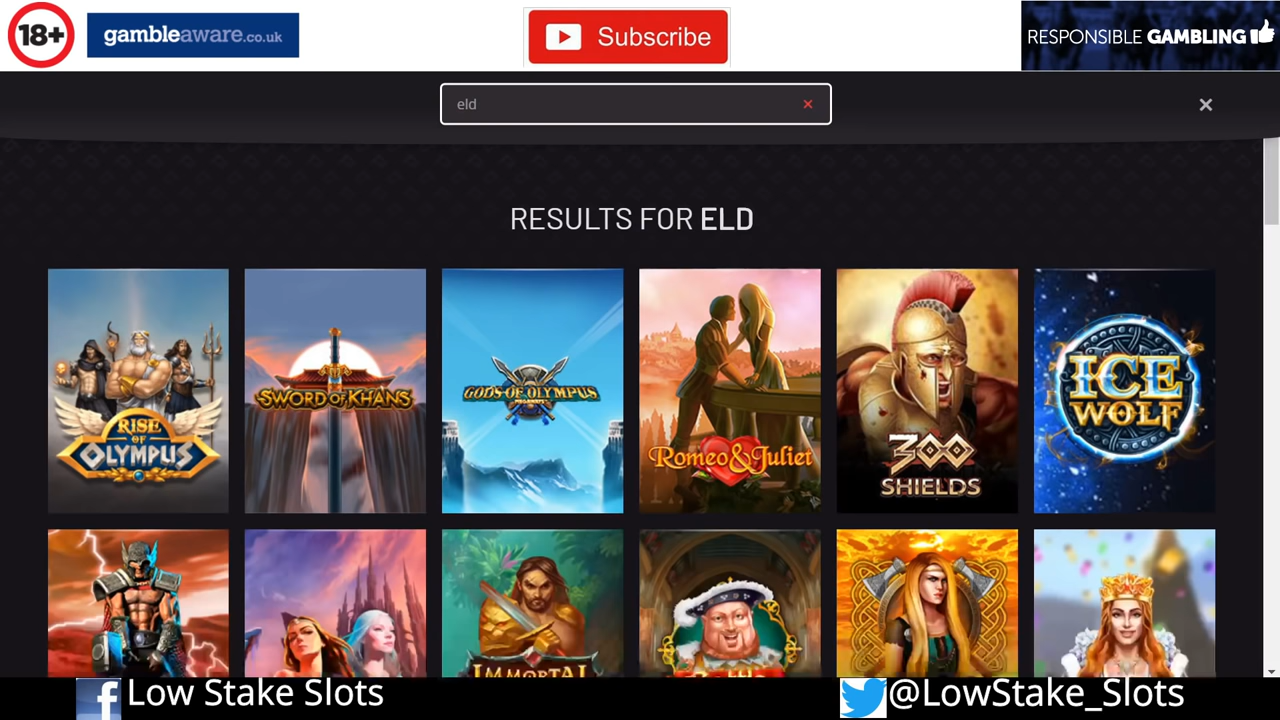 18+
gambleaware.co.uk
Subscribe
RESPONSIBLE GAMBLING
eld
RESULTS FOR ELD
RISE
OF
OLYMPUS
SWORD OF KHANS
GODS OF OLYMPUS
MEGAWAYS
Romeo & Juliet
300
SHIELDS
ICE
WOLF
IMMORTAL
Low Stake Slots
@LowStake_Slots